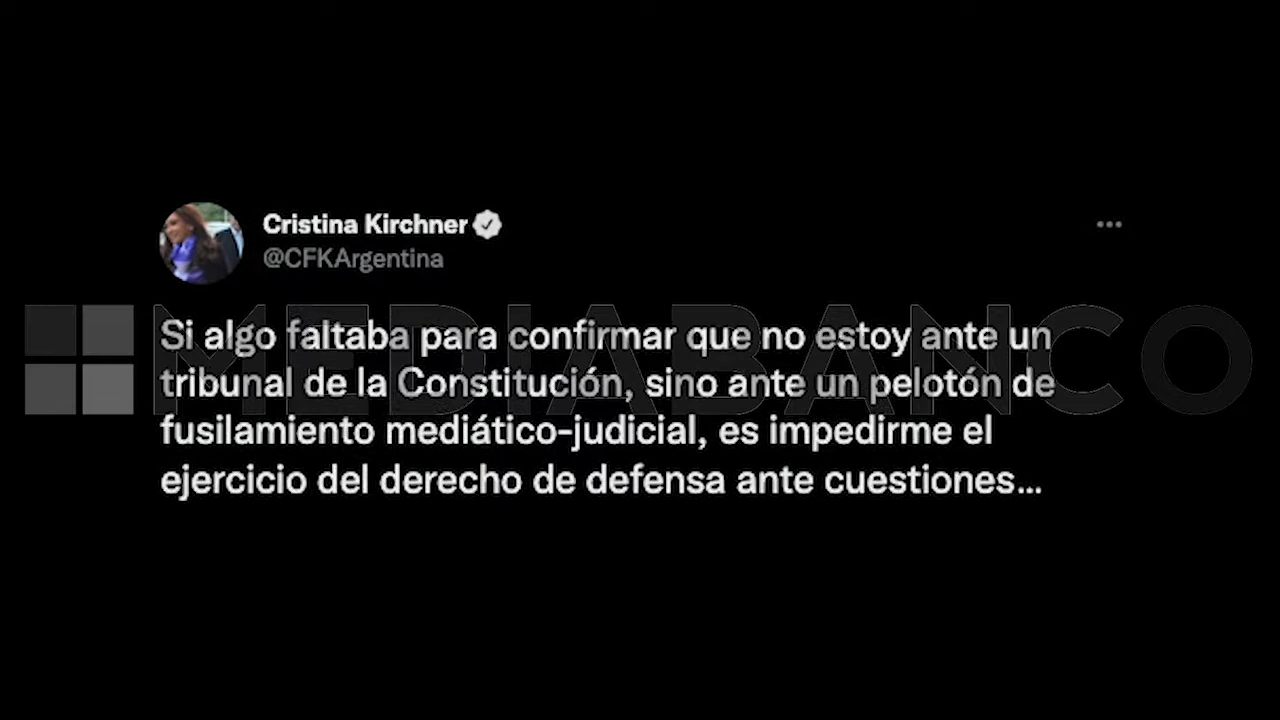 Cristina Kirchner
@CFKArgentina
MEDIABANCO
Si algo faltaba para confirmar que no estoy ante un
tribunal de la Constitución, sino ante un pelotón de
fusilamiento mediático-judicial, es impedirme el
ejercicio del derecho de defensa ante cuestiones...